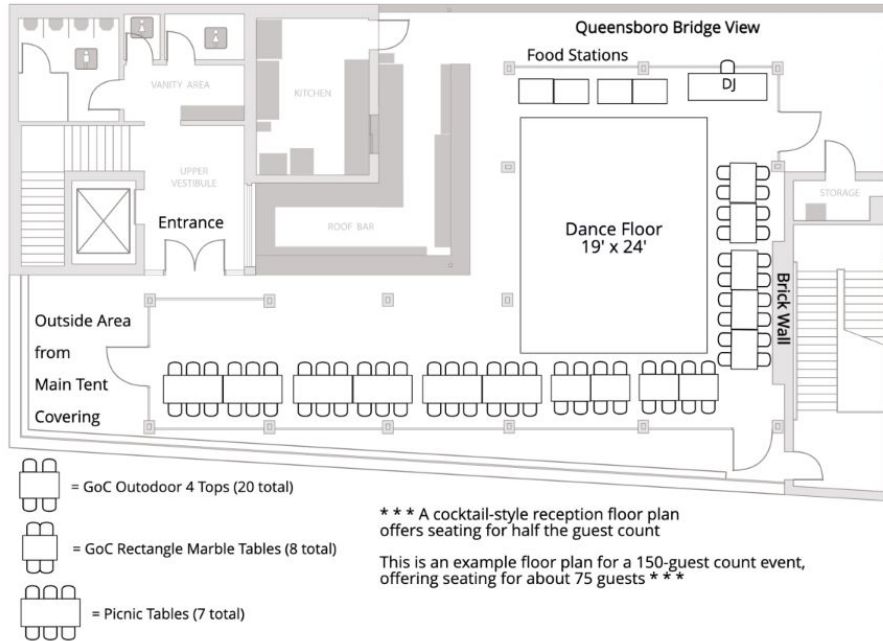 Queensboro Bridge View
Food Stations
DJ
VANITY AREA
KITCHEN
UPPER
VESTIBULE
STORAGE
Entrance
ROOF BAR
Dance Floor
19' x 24'
Brick Wall
Outside Area
from
Main Tent
Covering
= GoC Outodoor 4 Tops (20 total)
= GoC Rectangle Marble Tables (8 total)
= Picnic Tables (7 total)
* * * A cocktail-style reception floor plan
offers seating for half the guest count
This is an example floor plan for a 150-guest count event,
offering seating for about 75 guests * * *